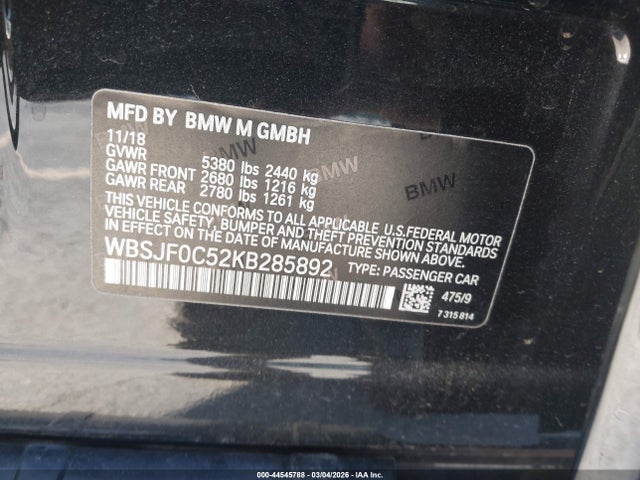 MFD BY BMW M GMBH
11/18
GVWR 5380 lbs 2440 kg
GAWR FRONT 2680 lbs 1216 kg
GAWR REAR 2780 lbs 1261 kg
THIS VEHICLE CONFORMS TO ALL APPLICABLE U.S.FEDERAL MOTOR
VEHICLE SAFETY, BUMPER AND THEFT PREVENTION STANDARDS
IN EFFECT ON THE DATE OF MANUFACTURE SHOWN ABOVE.
WBSJF0C52KB285892 TYPE: PASSENGER CAR
475/9
7 315 814
BMW
BMW
BMW
000-44545788 - 03/04/2026 - IAA Inc.